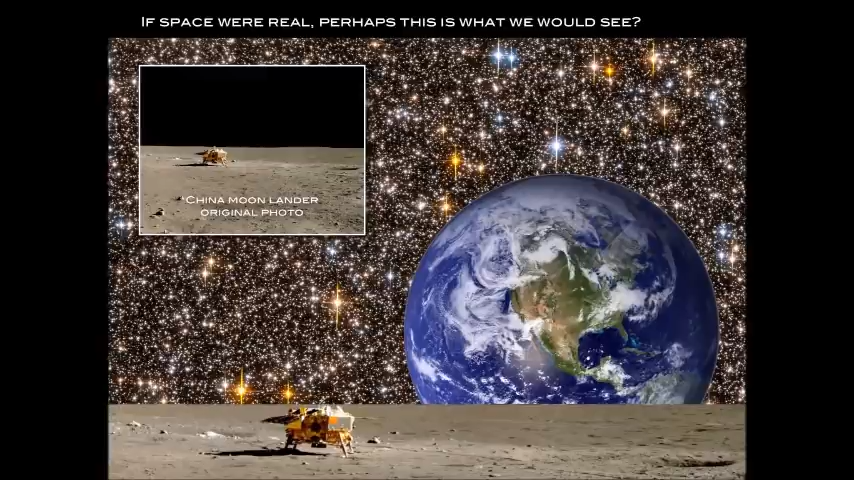 If space were real, perhaps this is what we would see?
*China moon lander
original photo